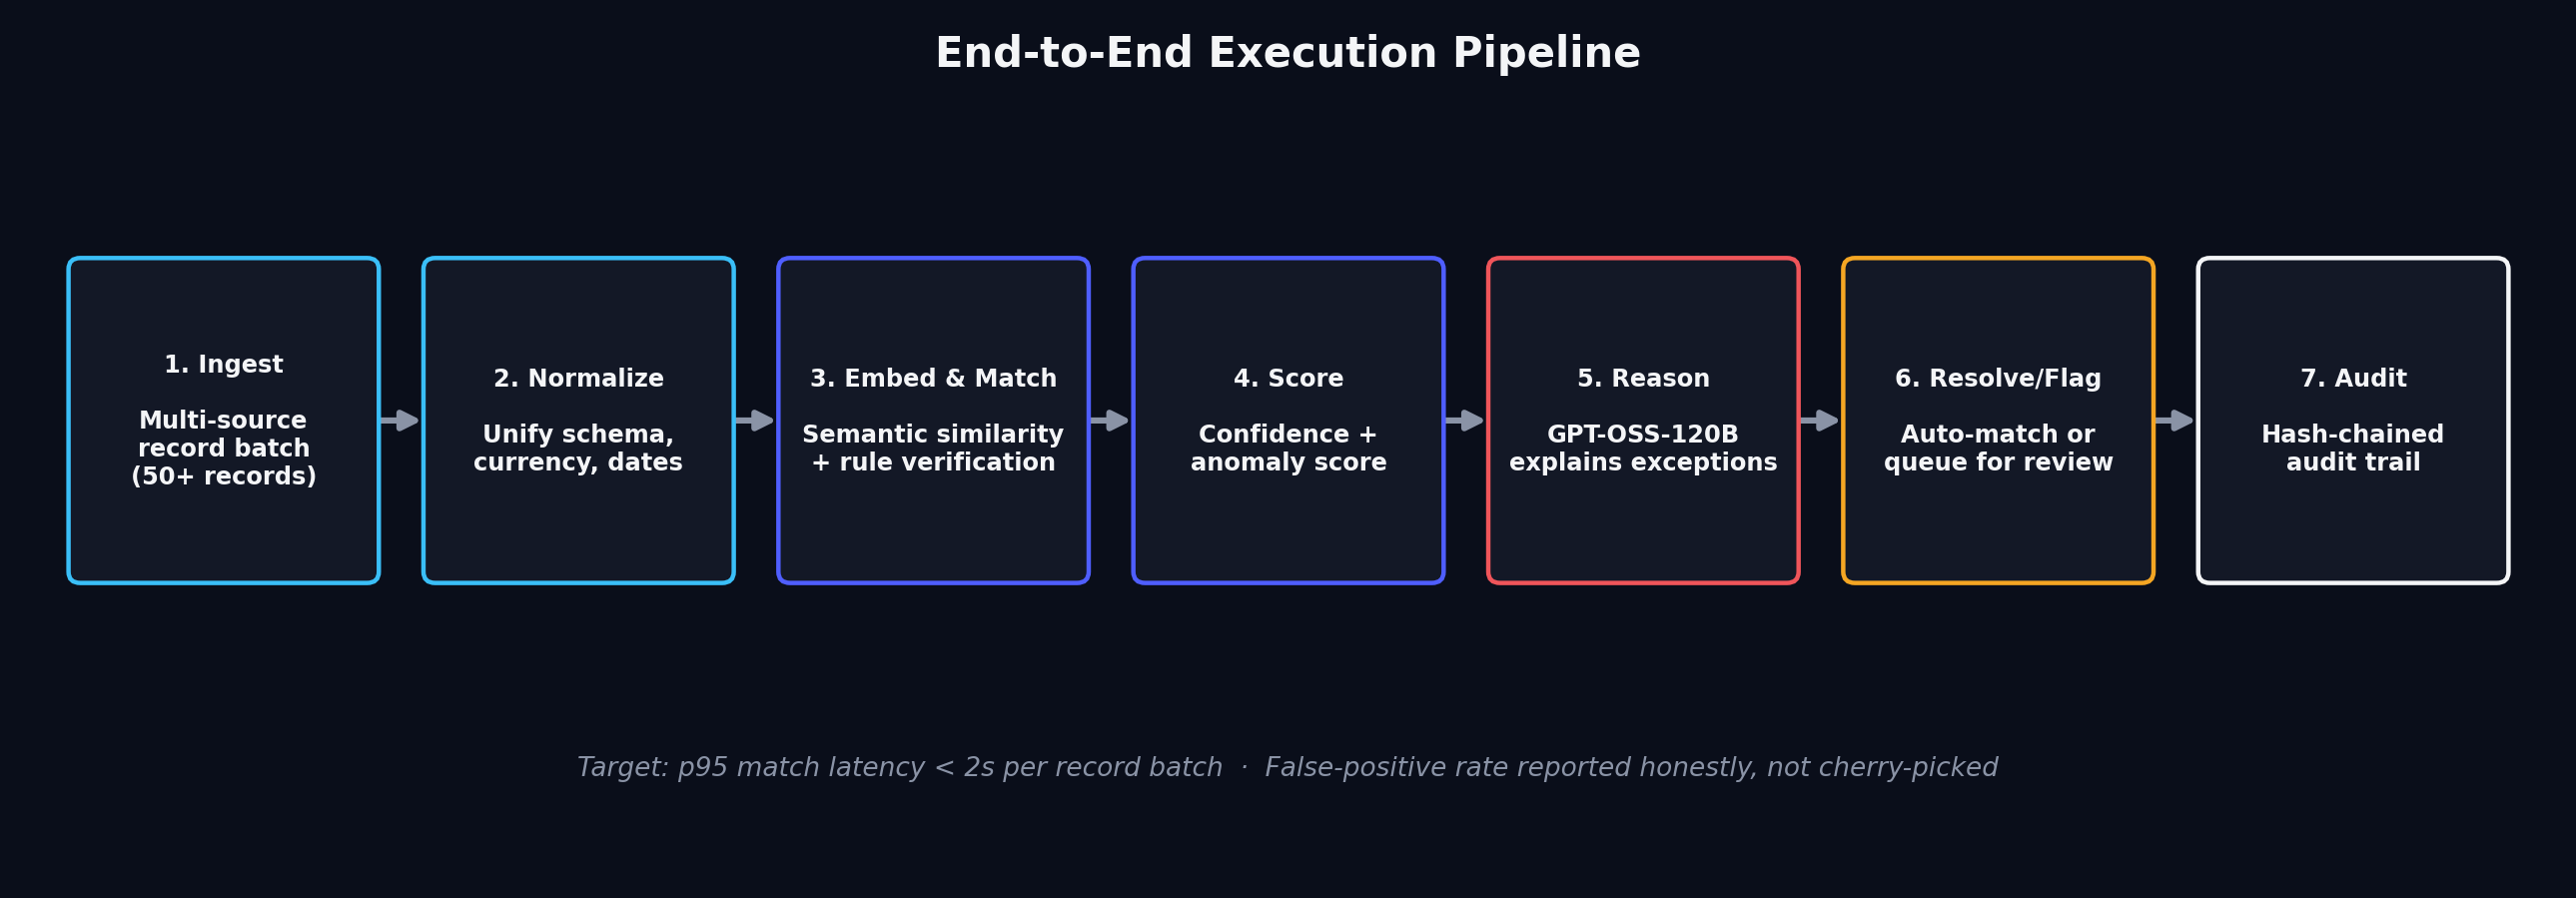 End-to-End Execution Pipeline
1. Ingest
Multi-source
record batch
(50+ records)
2. Normalize
Unify schema,
currency, dates
3. Embed & Match
Semantic similarity
+ rule verification
4. Score
Confidence +
anomaly score
5. Reason
GPT-OSS-120B
explains exceptions
6. Resolve/Flag
Auto-match or
queue for review
7. Audit
Hash-chained
audit trail
Target: p95 match latency < 2s per record batch · False-positive rate reported honestly, not cherry-picked